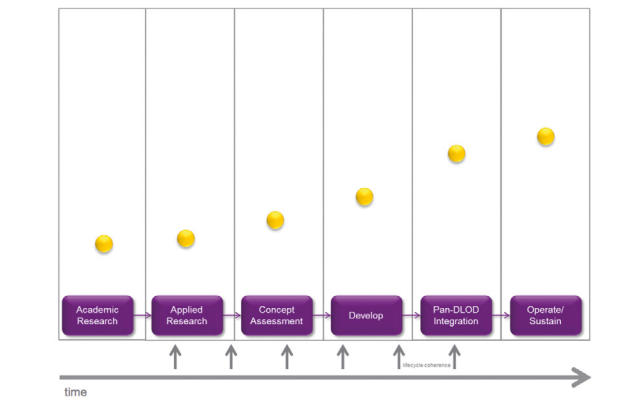 Academic
Research
Applied
Research
Concept
Assessment
Develop
Pan-DLOD
Integration
Operate/
Sustain
lifecycle coherence
time